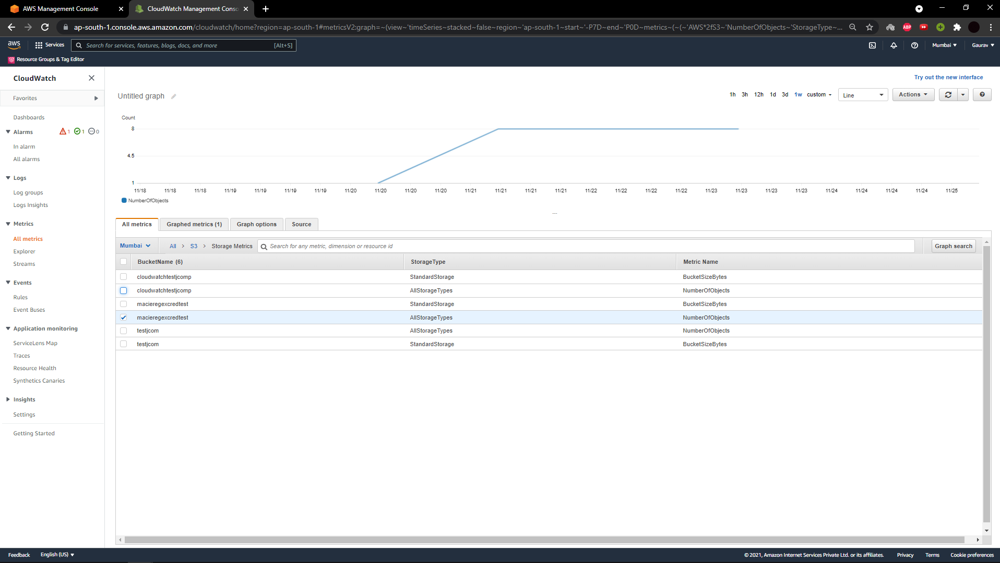 AWS Management Console
CloudWatch Management Conso
ap-south-1.console.aws.amazon.com/cloudwatch/home?region=ap-south-1#metricsV2:graph=~(view~'timeSeries~stacked~false~region~'ap-south-1~start~'-P7D~end~'P0D~metrics~(~(~'AWS*2fS3~'NumberOfObjects~'StorageType~...
ABP
aws
Services
Search for services, features, blogs, docs, and more
[Alt+S]
Mumbai
Gaurav
Resource Groups & Tag Editor
CloudWatch
Favorites
Dashboards
Alarms
1
1
0
In alarm
All alarms
Logs
Log groups
Logs Insights
Metrics
All metrics
Explorer
Streams
Events
Rules
Event Buses
Application monitoring
ServiceLens Map
Traces
Resource Health
Synthetics Canaries
Insights
Settings
Getting Started
Try out the new interface
Untitled graph
1h 3h 12h 1d 3d 1w custom
Line
Actions
Count
8
4.5
1
11/18 11/18 11/18 11/19 11/19 11/19 11/19 11/20 11/20 11/20 11/20 11/21 11/21 11/21 11/21 11/22 11/22 11/22 11/22 11/23 11/23 11/23 11/23 11/24 11/24 11/24 11/24 11/25
NumberOfObjects
All metrics
Graphed metrics (1)
Graph options
Source
Mumbai
All > S3 > Storage Metrics
Search for any metric, dimension or resource id
Graph search
BucketName (6) StorageType Metric Name
cloudwatchtestjcomp StandardStorage BucketSizeBytes
cloudwatchtestjcomp AllStorageTypes NumberOfObjects
macieregexcredtest StandardStorage BucketSizeBytes
macieregexcredtest AllStorageTypes NumberOfObjects
testjcom AllStorageTypes NumberOfObjects
testjcom StandardStorage BucketSizeBytes
Feedback
English (US)
© 2021, Amazon Internet Services Private Ltd. or its affiliates.
Privacy
Terms
Cookie preferences